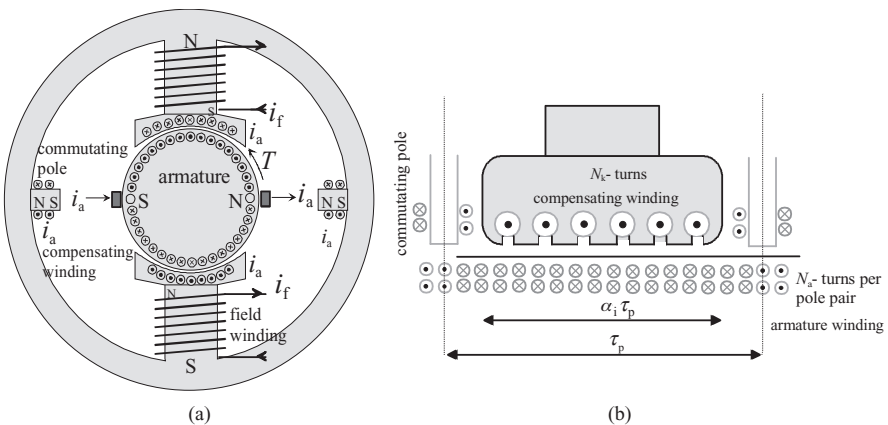 N
S
i_f
i_a
commutating
pole
T
armature
i_a
S
N
i_a
N S
N S
i_a
i_a
compensating
winding
i_a
N
i_f
field
winding
S
(a)
commutating pole
N_k- turns
compensating winding
N_a- turns per
pole pair
armature winding
α_i τ_p
τ_p
(b)